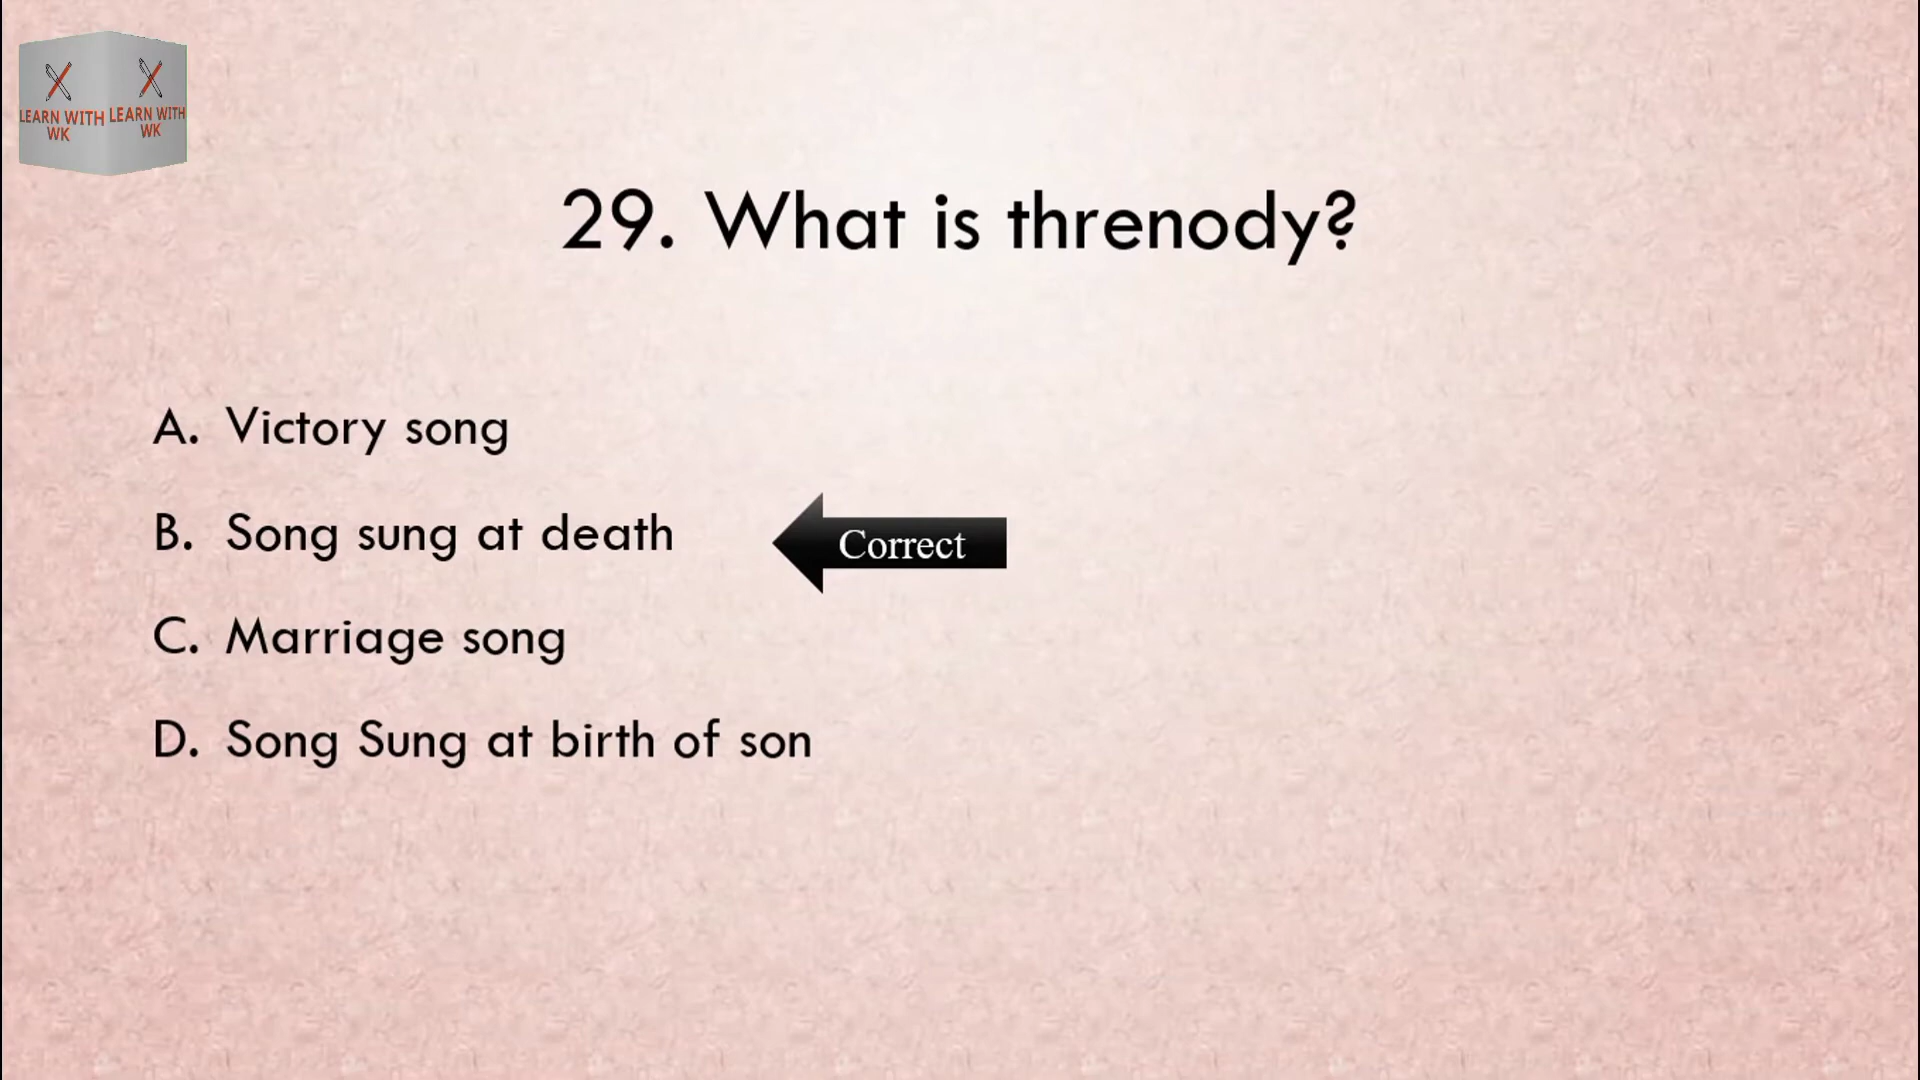 LEARN WITH
WK
LEARN WITH
WK
29. What is threnody?
A. Victory song
B. Song sung at death
Correct
C. Marriage song
D. Song Sung at birth of son